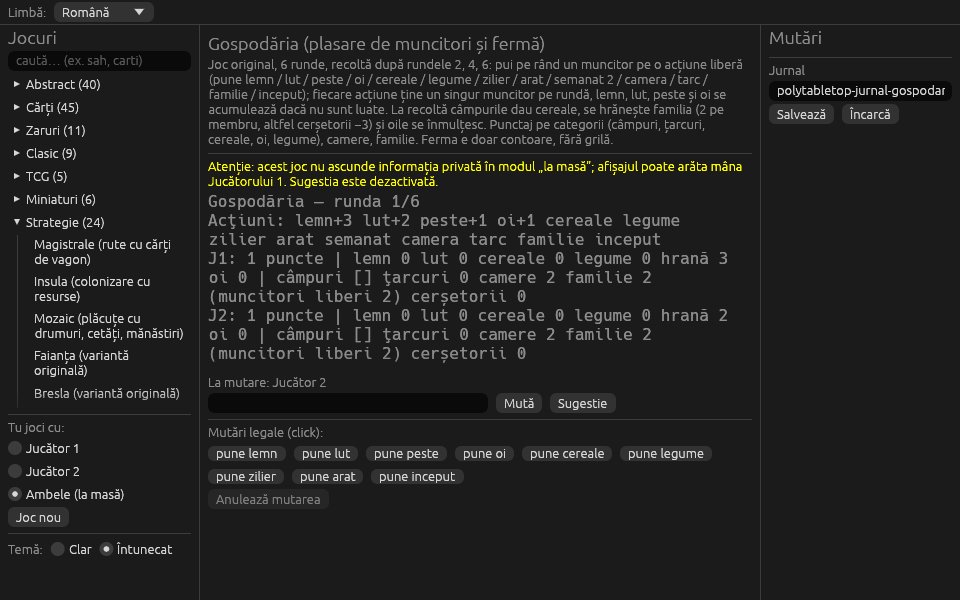 Limbă: Română
Jocuri
caută... (ex. sah, carti)
Abstract (40)
Cărți (45)
Zaruri (11)
Clasic (9)
TCG (5)
Miniaturi (6)
Strategie (24)
Magistrale (rute cu cărți
de vagon)
Insula (colonizare cu
resurse)
Mozaic (plăcuțe cu
drumuri, cetăți, mănăstiri)
Faianța (variantă
originală)
Bresla (variantă originală)
Tu joci cu:
Jucător 1
Jucător 2
Ambele (la masă)
Joc nou
Temă: Clar Întunecat
Gospodăria (plasare de muncitori și fermă)
Joc original, 6 runde, recoltă după rundele 2, 4, 6: pui pe rând un muncitor pe o acțiune liberă
(pune lemn / lut / peste / oi / cereale / legume / zilier / arat / semanat 2 / camera / tarc /
familie / inceput); fiecare acțiune ține un singur muncitor pe rundă, lemn, lut, peste și oi se
acumulează dacă nu sunt luate. La recoltă câmpurile dau cereale, se hrănește familia (2 pe
membru, altfel cerșetorii −3) și oile se înmulțesc. Punctaj pe categorii (câmpuri, țarcuri,
cereale, oi, legume), camere, familie. Ferma e doar contoare, fără grilă.
Atenție: acest joc nu ascunde informația privată în modul „la masă”; afișajul poate arăta mâna
Jucătorului 1. Sugestia este dezactivată.
Gospodăria — runda 1/6
Acţiuni: lemn+3 lut+2 peste+1 oi+1 cereale legume
zilier arat semanat camera tarc familie inceput
J1: 1 puncte | lemn 0 lut 0 cereale 0 legume 0 hrană 3
oi 0 | câmpuri [] ţarcuri 0 camere 2 familie 2
(muncitori liberi 2) cerșetorii 0
J2: 1 puncte | lemn 0 lut 0 cereale 0 legume 0 hrană 2
oi 0 | câmpuri [] ţarcuri 0 camere 2 familie 2
(muncitori liberi 2) cerșetorii 0
La mutare: Jucător 2
Mută Sugestie
Mutări legale (click):
pune lemn pune lut pune peste pune oi pune cereale pune legume
pune zilier pune arat pune inceput
Anulează mutarea
Mutări
Jurnal
polytabletop-jurnal-gospodar
Salvează Încarcă